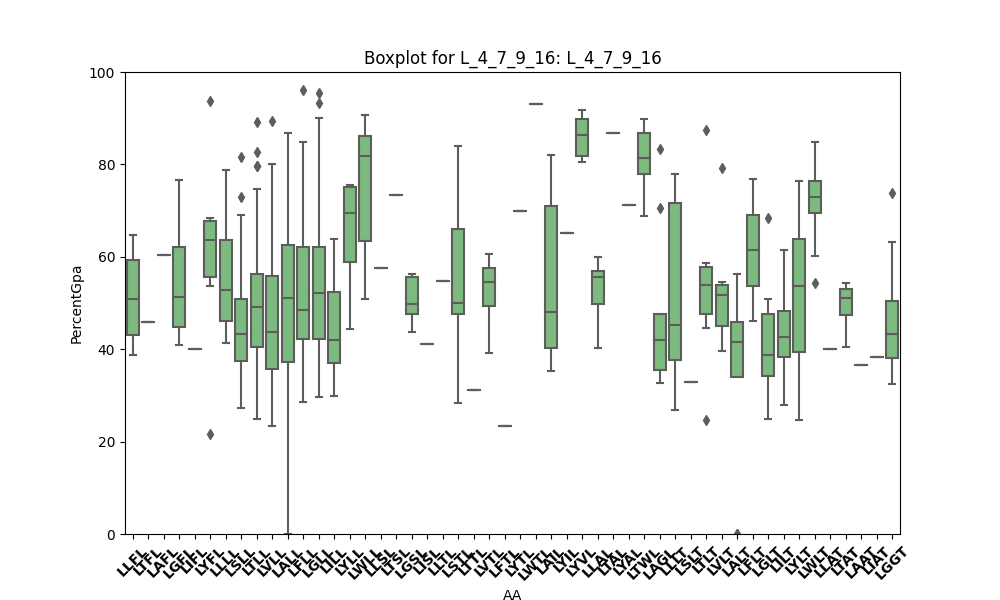 Boxplot for L_4_7_9_16: L_4_7_9_16
100
80
60
40
20
0
PercentGpa
LLFL
LTFL
LAFL
LGFL
LIFL
LYFL
LLLL
LSLL
LTLL
LVLL
LALL
LFLL
LGLL
LILL
LYLL
LWLL
LLSL
LTSL
LGSL
LISL
LLTL
LSTL
LTTL
LVTL
LFTL
LYTL
LWTL
LAIL
LYIL
LYVL
LLAL
LTAL
LYAL
LTWL
LAGL
LLLT
LSLT
LTLT
LVLT
LALT
LFLT
LGLT
LILT
LYLT
LWLT
LLAT
LTAT
LAAT
LIAT
LGGT
AA